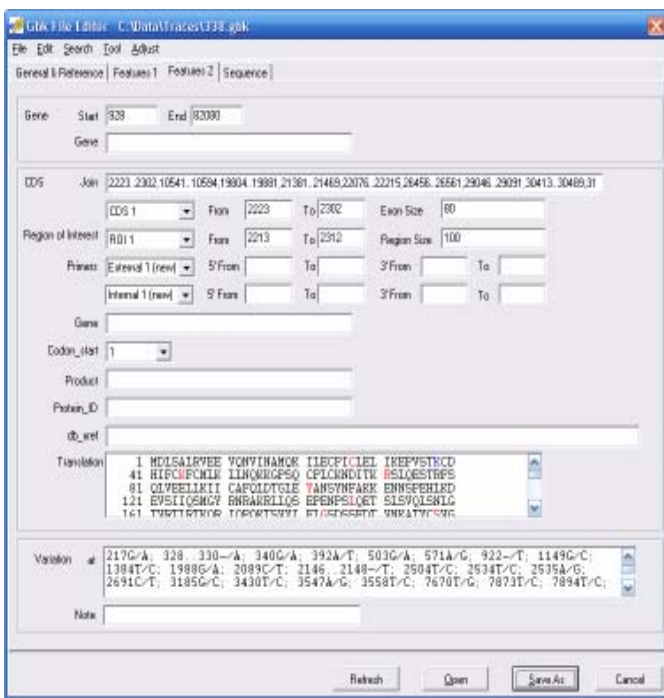 Gbk File Editor C:\Data\Traces\338.gbk
File Edit Search Tool Adjust
General & Reference Features 1 Features 2 Sequence
Gene Start 928 End 82080
Gene
CDS Join 2223..2302,10541..10594,19804..19881,21381..21469,22076..22215,26456..26561,29046..29091,30413..30489,31
CDS 1 From 2223 To 2302 Exon Size 80
Region of Interest ROI 1 From 2213 To 2312 Region Size 100
Primers External 1 (new) 5' From To 3' From To
Internal 1 (new) 5' From To 3' From To
Gene
Codon_start 1
Product
Protein_ID
db_xref
Translation 1 MDLSALRVEE VQNVINAMQK ILECPICLEL IKEPVSTKCD
41 HIFCKFCMLK LLNQKKGPSQ CPLCKNDITK RSLQESTRFS
81 QLVEELLKII CAFQLDTGLE YANSYNFAKK ENNSPEHLKD
121 EVSIIQSMGY RNRAKRLLQS EPENPSLQET SLSVQLSNLG
161 TVRTLRTKQR IQPQKTSVYI ELGSDSSEDT VNKATYCSVG
Variation at 217G/A; 328..330-/A; 340G/A; 392A/T; 503G/A; 571A/G; 922-/T; 1149G/C;
1384T/C; 1988G/A; 2089C/T; 2146..2148-/T; 2504T/C; 2534T/C; 2535A/G;
2691C/T; 3185G/C; 3430T/C; 3547A/G; 3558T/C; 7670T/G; 7873T/C; 7894T/C;
Note
Refresh Open Save As Cancel